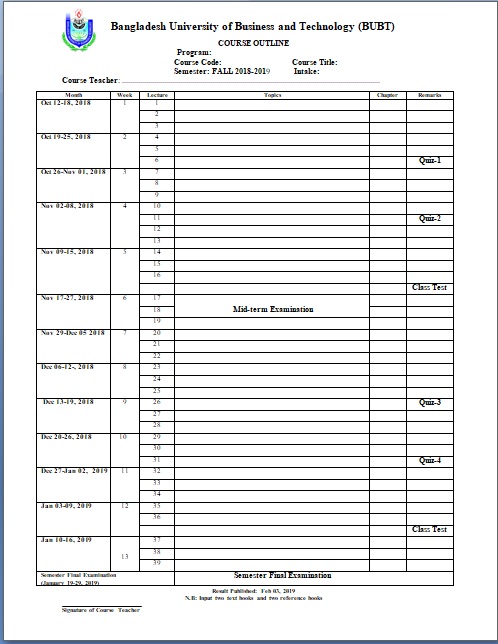 Bangladesh University of Business and Technology (BUBT)
COURSE OUTLINE
Program:
Course Code: Course Title:
Semester: FALL 2018-2019 Intake:
Course Teacher:
Month Week Lecture Topics Chapter Remarks
Oct 12-18, 2018 1 1
2
3
Oct 19-25, 2018 2 4
5
6 Quiz-1
Oct 26-Nov 01, 2018 3 7
8
9
Nov 02-08, 2018 4 10
11 Quiz-2
12
13
Nov 09-15, 2018 5 14
15
16
Class Test
Nov 17-27, 2018 6 17
18 Mid-term Examination
19
Nov 29-Dec 05 2018 7 20
21
22
Dec 06-12-, 2018 8 23
24
25
Dec 13-19, 2018 9 26 Quiz-3
27
28
Dec 20-26, 2018 10 29
30
31 Quiz-4
Dec 27-Jan 02, 2019 11 32
33
34
Jan 03-09, 2019 12 35
36
Class Test
Jan 10-16, 2019 37
13 38
39
Semester Final Examination Semester Final Examination
(January 19-29, 2019)
Result Published: Feb 03, 2019
N.B: Input two text books and two reference books
Signature of Course Teacher